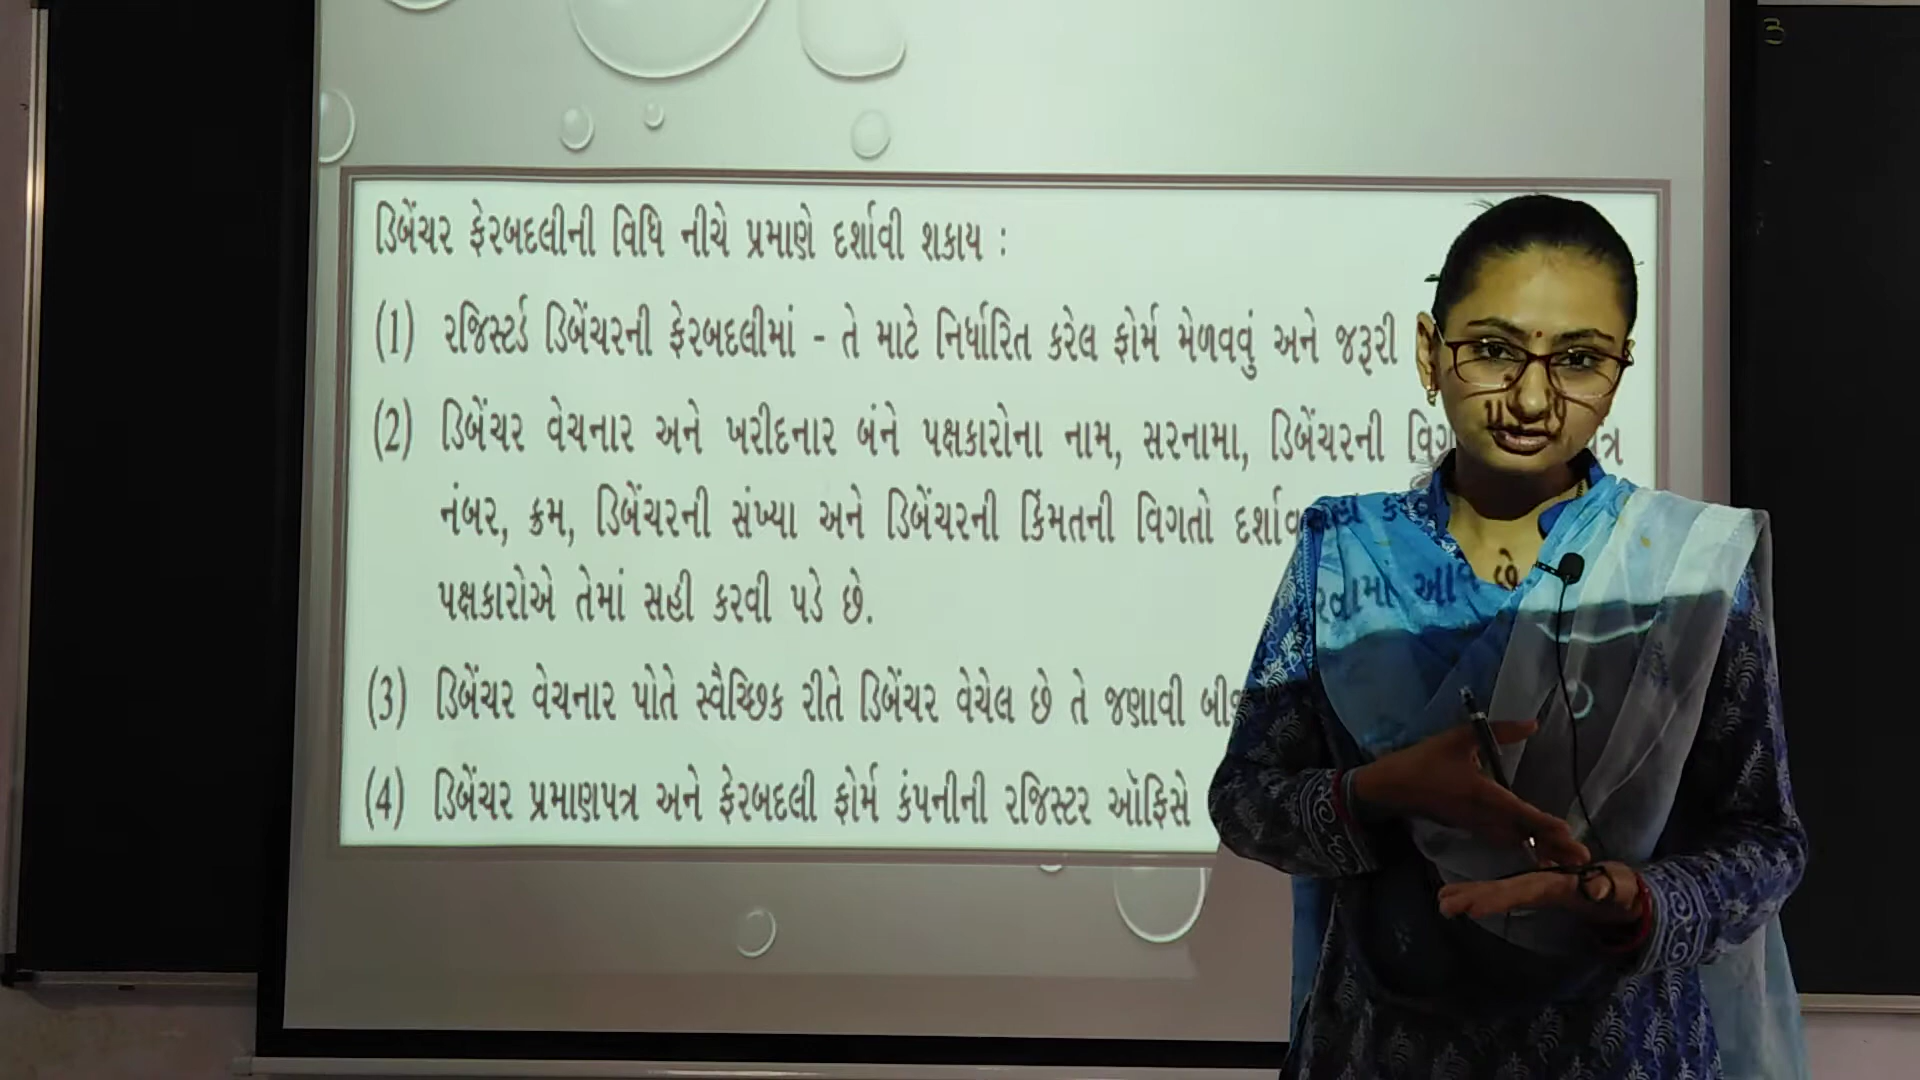 ડિબેંચર ફેરબદલીની વિધિ નીચે પ્રમાણે દર્શાવી શકાય :
(1) રજિસ્ટર્ડ ડિબેંચરની ફેરબદલીમાં - તે માટે નિર્ધારિત કરેલ ફોર્મ મેળવવું અને જરૂરી
(2) ડિબેંચર વેચનાર અને ખરીદનાર બંને પક્ષકારોના નામ, સરનામા, ડિબેંચરની
નંબર, ક્રમ, ડિબેંચરની સંખ્યા અને ડિબેંચરની કિંમતની વિગતો
પક્ષકારોએ તેમાં સહી કરવી પડે છે.
(3) ડિબેંચર વેચનાર પોતે સ્વૈચ્છિક રીતે ડિબેંચર વેચેલ છે તે જણાવી
(4) ડિબેંચર પ્રમાણપત્ર અને ફેરબદલી ફોર્મ કંપનીની રજિસ્ટર ઑફિસે